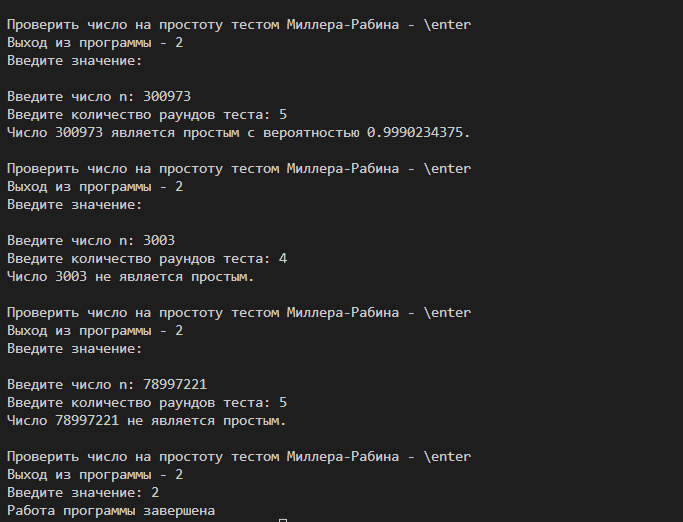 Проверить число на простоту тестом Миллера-Рабина - \enter
Выход из программы - 2
Введите значение:
Введите число n: 300973
Введите количество раундов теста: 5
Число 300973 является простым с вероятностью 0.9990234375.
Проверить число на простоту тестом Миллера-Рабина - \enter
Выход из программы - 2
Введите значение:
Введите число n: 3003
Введите количество раундов теста: 4
Число 3003 не является простым.
Проверить число на простоту тестом Миллера-Рабина - \enter
Выход из программы - 2
Введите значение:
Введите число n: 78997221
Введите количество раундов теста: 5
Число 78997221 не является простым.
Проверить число на простоту тестом Миллера-Рабина - \enter
Выход из программы - 2
Введите значение: 2
Работа программы завершена